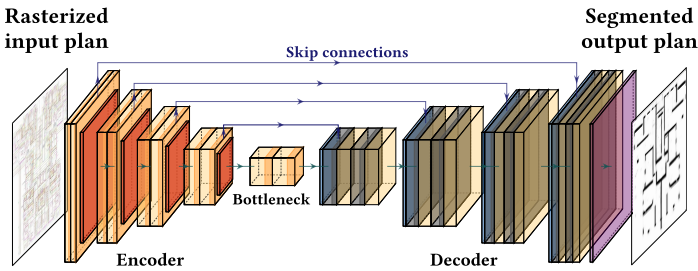 Rasterized
input plan
Segmented
output plan
Skip connections
Bottleneck
Encoder
Decoder